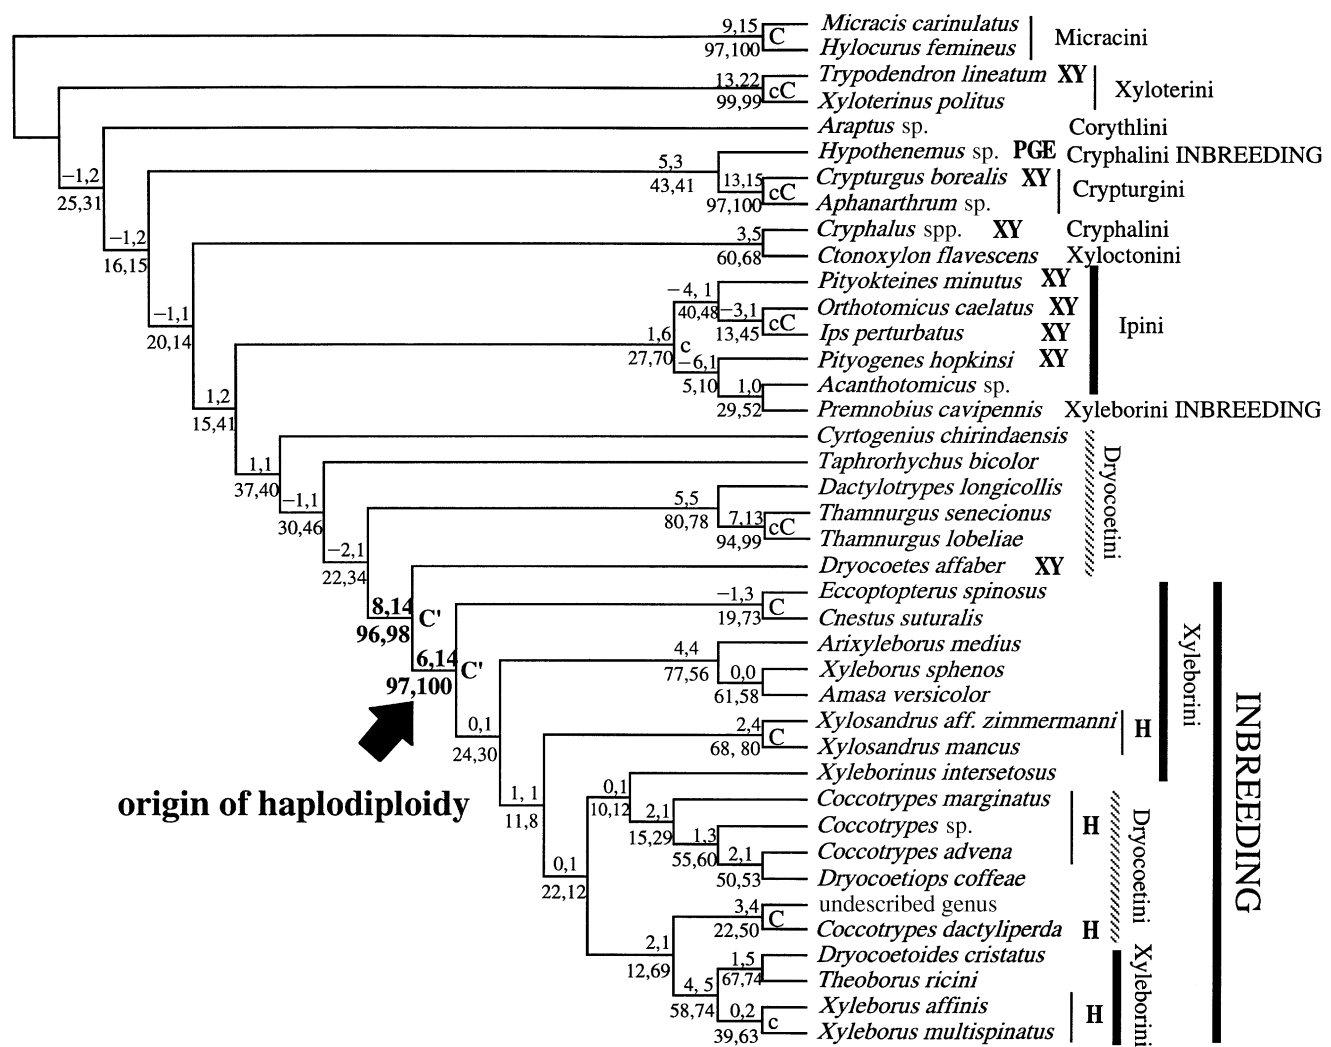 9,15
97,100
C
Micracis carinulatus
Hylocurus femineus
Micracini
13,22
99,99
cC
Trypodendron lineatum XY
Xyloterinus politus
Xyloterini
Araptus sp.
Corythlini
−1,2
25,31
5,3
43,41
Hypothenemus sp. PGE
Cryphalini INBREEDING
13,15
97,100
cC
Crypturgus borealis XY
Aphanarthrum sp.
Crypturgini
−1,2
16,15
3,5
60,68
Cryphalus spp. XY
Cryphalini
Ctonoxylon flavescens
Xyloctonini
−1,1
20,14
1,6
27,70
c
−4, 1
40,48
Pityokteines minutus XY
−3,1
13,45
cC
Orthotomicus caelatus XY
Ips perturbatus XY
Ipini
−6,1
5,10
Pityogenes hopkinsi XY
1,0
29,52
Acanthotomicus sp.
Premnobius cavipennis
Xyleborini INBREEDING
1,2
15,41
Cyrtogenius chirindaensis
1,1
37,40
Taphrorhychus bicolor
−1,1
30,46
5,5
80,78
Dactylotrypes longicollis
7,13
94,99
cC
Thamnurgus senecionus
Thamnurgus lobeliae
Dryocoetini
−2,1
22,34
Dryocoetes affaber XY
8,14
96,98
C'
−1,3
19,73
C
Eccoptopterus spinosus
Cnestus suturalis
6,14
97,100
C'
4,4
77,56
Arixyleborus medius
0,0
61,58
Xyleborus sphenos
Amasa versicolor
Xyleborini
0,1
24,30
2,4
68, 80
C
Xylosandrus aff. zimmermanni
Xylosandrus mancus
H
origin of haplodiploidy
1, 1
11,8
0,1
10,12
Xyleborinus intersetosus
2,1
15,29
Coccotrypes marginatus
1,3
55,60
Coccotrypes sp.
H
2,1
50,53
Coccotrypes advena
Dryocoetiops coffeae
Dryocoetini
0,1
22,12
3,4
22,50
C
undescribed genus
Coccotrypes dactyliperda H
2,1
12,69
1,5
67,74
Dryocoetoides cristatus
Theoborus ricini
4, 5
58,74
0,2
39,63
c
Xyleborus affinis
Xyleborus multispinatus
H
Xyleborini
INBREEDING